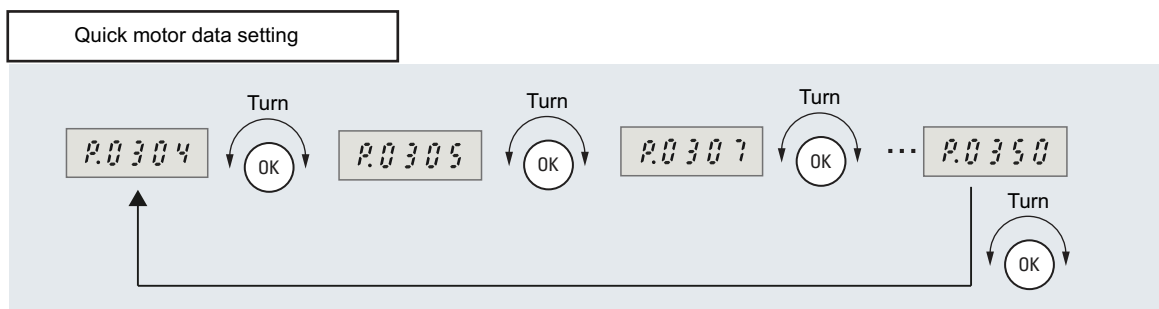 Quick motor data setting
Turn Turn Turn
P.0304 OK P.0305 OK P.0307 OK ... P.0350
Turn
OK